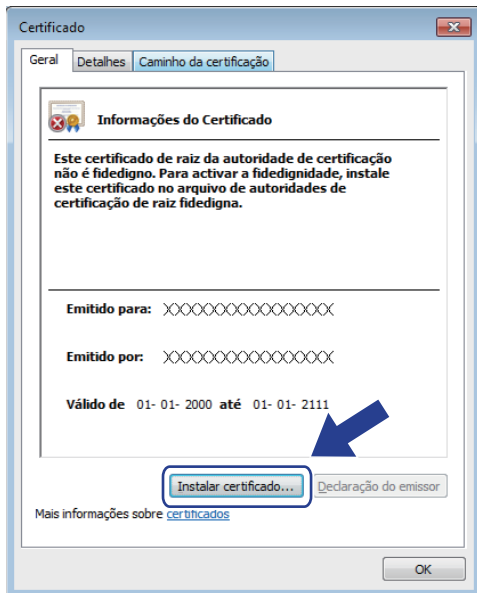 Certificado
Geral Detalhes Caminho da certificação
Informações do Certificado
Este certificado de raiz da autoridade de certificação
não é fidedigno. Para activar a fidedignidade, instale
este certificado no arquivo de autoridades de
certificação de raiz fidedigna.
Emitido para: XXXXXXXXXXXXXXXX
Emitido por: XXXXXXXXXXXXXXXX
Válido de 01- 01- 2000 até 01- 01- 2111
Instalar certificado... Declaração do emissor
Mais informações sobre certificados
OK